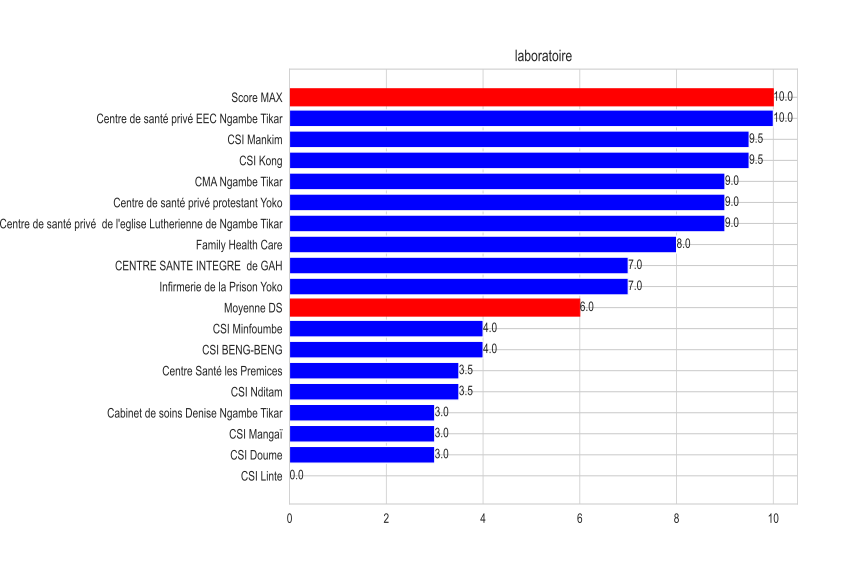 laboratoire
Score MAX 10.0
Centre de santé privé EEC Ngambe Tikar 10.0
CSI Mankim 9.5
CSI Kong 9.5
CMA Ngambe Tikar 9.0
Centre de santé privé protestant Yoko 9.0
Centre de santé privé  de l'eglise Lutherienne de Ngambe Tikar 9.0
Family Health Care 8.0
CENTRE SANTE INTEGRE  de GAH 7.0
Infirmerie de la Prison Yoko 7.0
Moyenne DS 6.0
CSI Minfoumbe 4.0
CSI BENG-BENG 4.0
Centre Santé les Premices 3.5
CSI Nditam 3.5
Cabinet de soins Denise Ngambe Tikar 3.0
CSI Mangaï 3.0
CSI Doume 3.0
CSI Linte 0.0
0 2 4 6 8 10